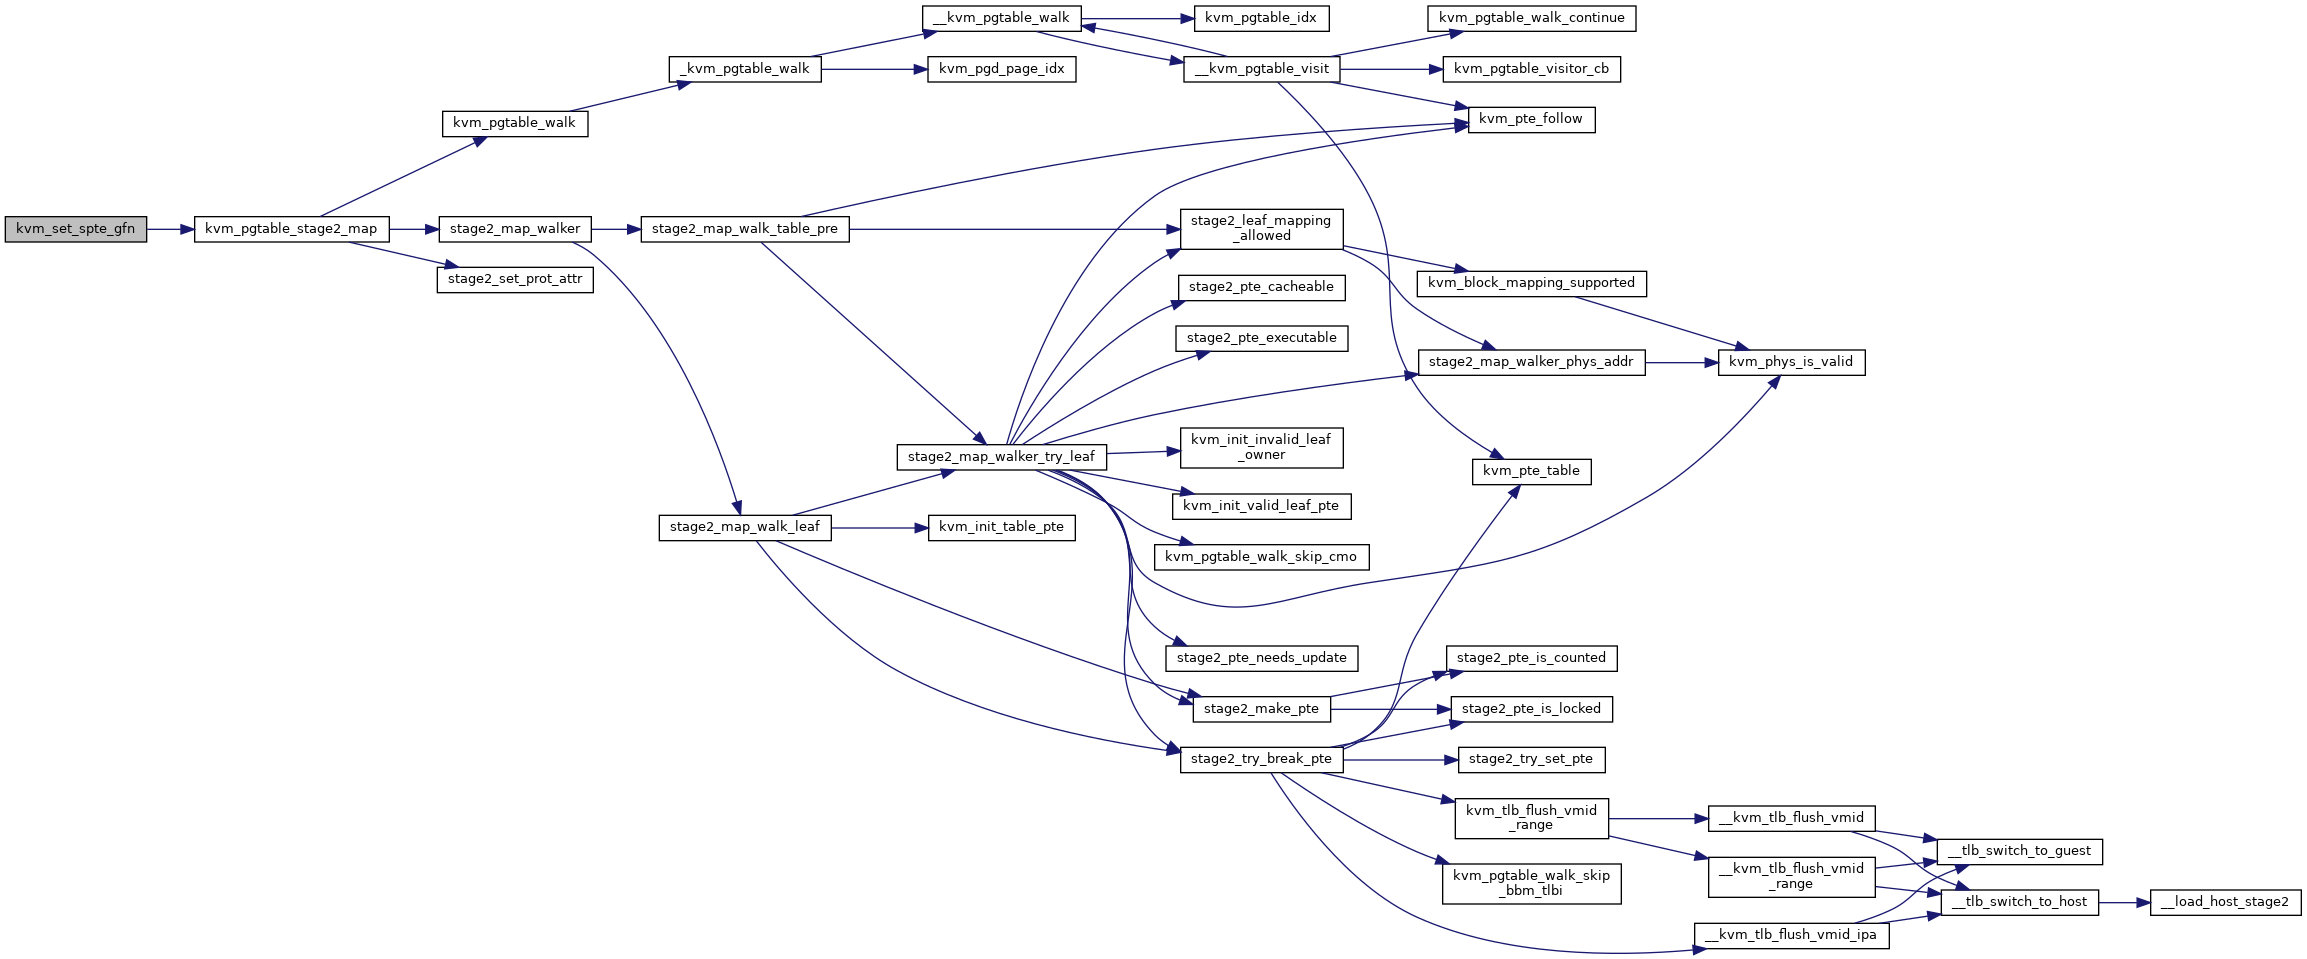 kvm_set_spte_gfn
kvm_pgtable_stage2_map
kvm_pgtable_walk
stage2_map_walker
stage2_set_prot_attr
_kvm_pgtable_walk
stage2_map_walk_table_pre
stage2_map_walk_leaf
__kvm_pgtable_walk
kvm_pgd_page_idx
stage2_map_walker_try_leaf
kvm_init_table_pte
kvm_pgtable_idx
__kvm_pgtable_visit
stage2_leaf_mapping
_allowed
stage2_pte_cacheable
stage2_pte_executable
kvm_init_invalid_leaf
_owner
kvm_init_valid_leaf_pte
kvm_pgtable_walk_skip_cmo
stage2_pte_needs_update
stage2_make_pte
stage2_try_break_pte
kvm_pgtable_walk_continue
kvm_pgtable_visitor_cb
kvm_pte_follow
kvm_block_mapping_supported
stage2_map_walker_phys_addr
kvm_pte_table
stage2_pte_is_counted
stage2_pte_is_locked
stage2_try_set_pte
kvm_tlb_flush_vmid
_range
kvm_pgtable_walk_skip
_bbm_tlbi
kvm_phys_is_valid
__kvm_tlb_flush_vmid
__kvm_tlb_flush_vmid
_range
__kvm_tlb_flush_vmid_ipa
__tlb_switch_to_guest
__tlb_switch_to_host
__load_host_stage2